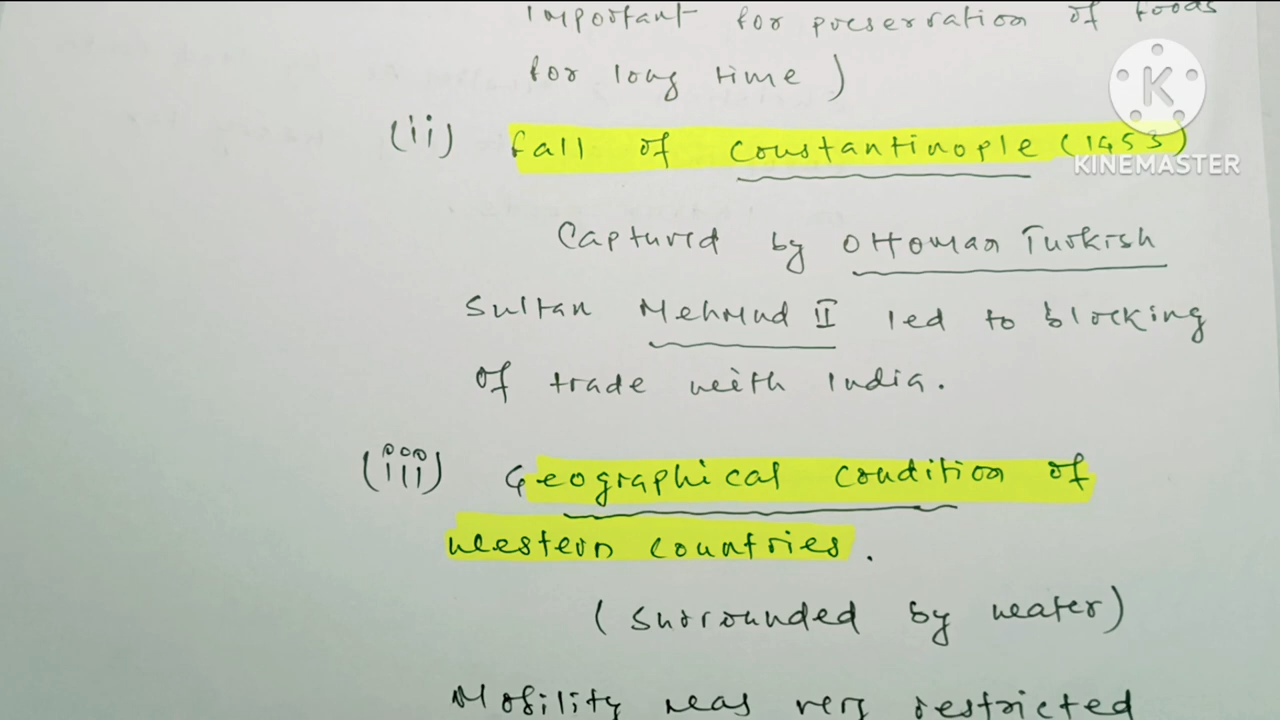 Important for preservation of foods
for long time )
(ii) Fall of Constantinople (1453)
Captured by Ottoman Turkish
Sultan Mehmud II led to blocking
of trade with India.
(iii) Geographical condition of
western countries.
( surrounded by water)
Mobility was very restricted
K
KINEMASTER